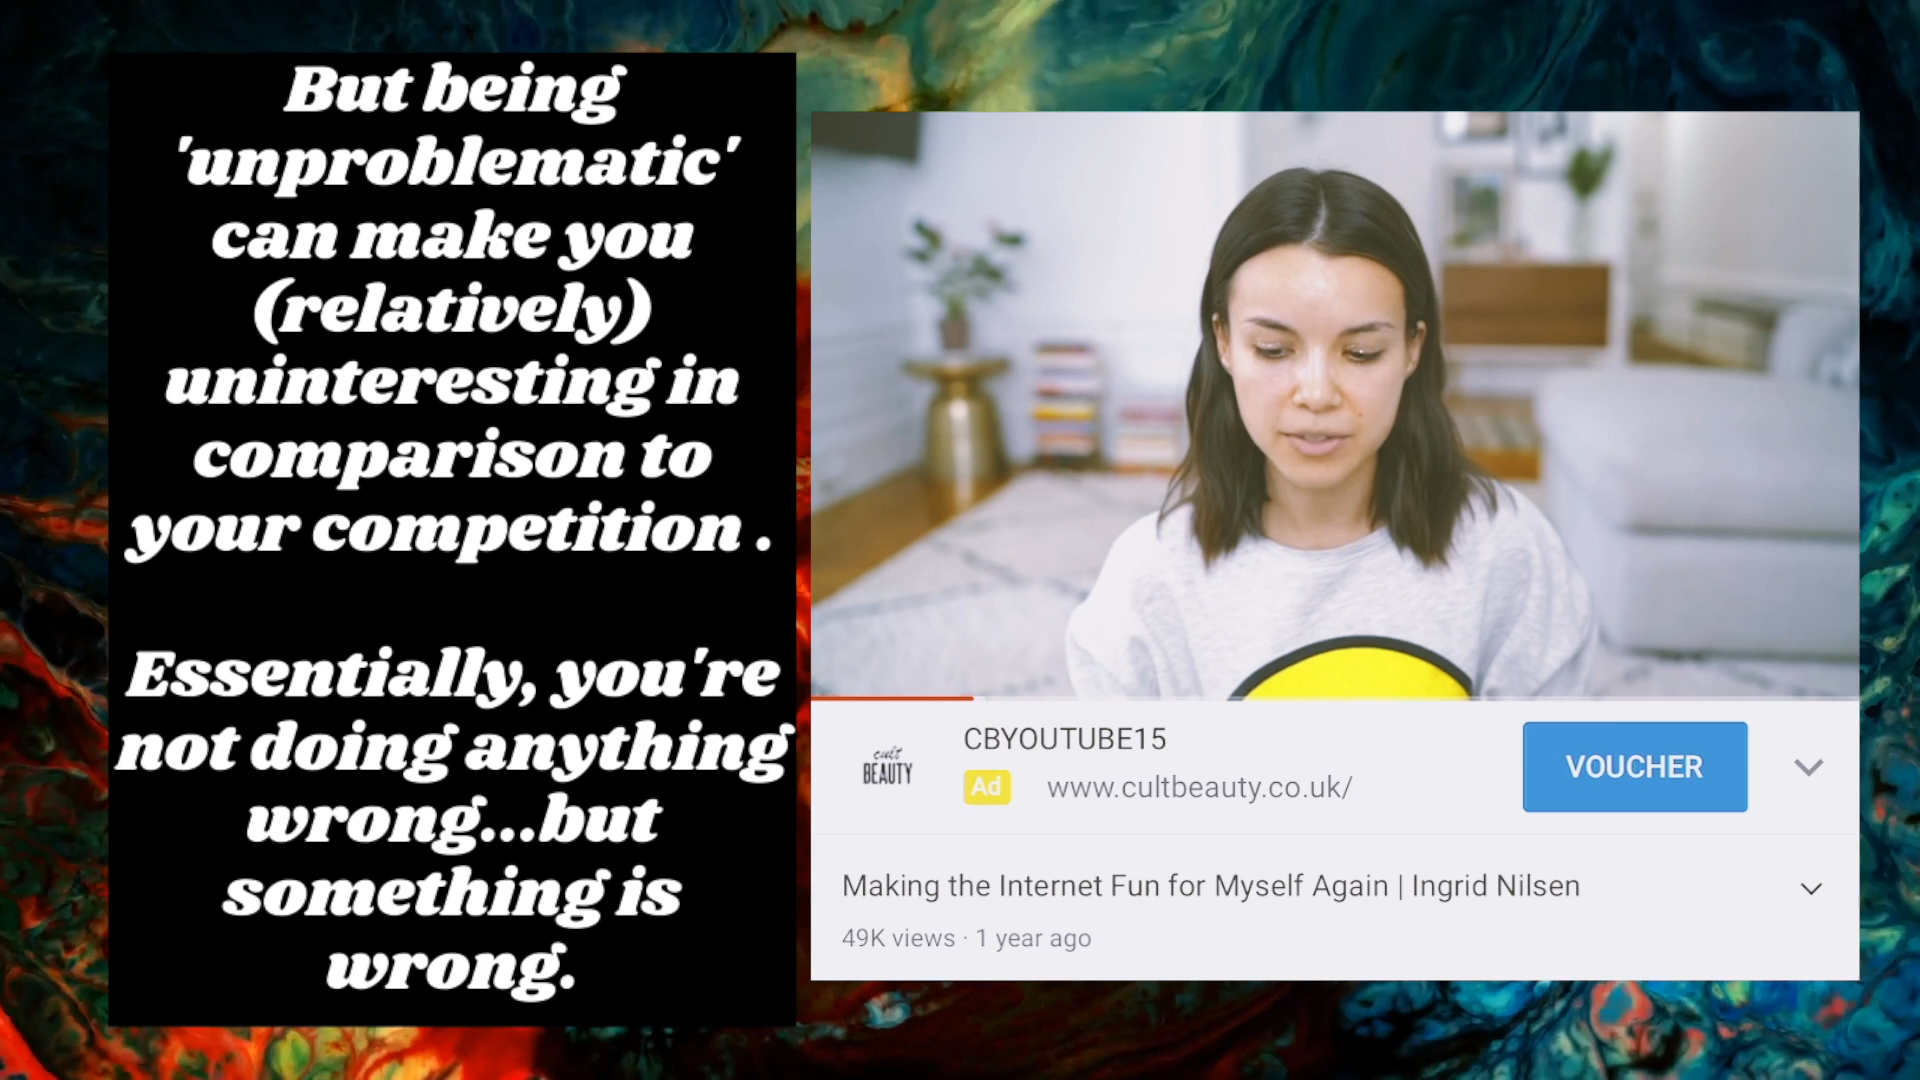 But being
'unproblematic'
can make you
(relatively)
uninteresting in
comparison to
your competition .
Essentially, you're
not doing anything
wrong...but
something is
wrong.
cult
BEAUTY
CBYOUTUBE15
Ad www.cultbeauty.co.uk/
VOUCHER
Making the Internet Fun for Myself Again | Ingrid Nilsen
49K views · 1 year ago